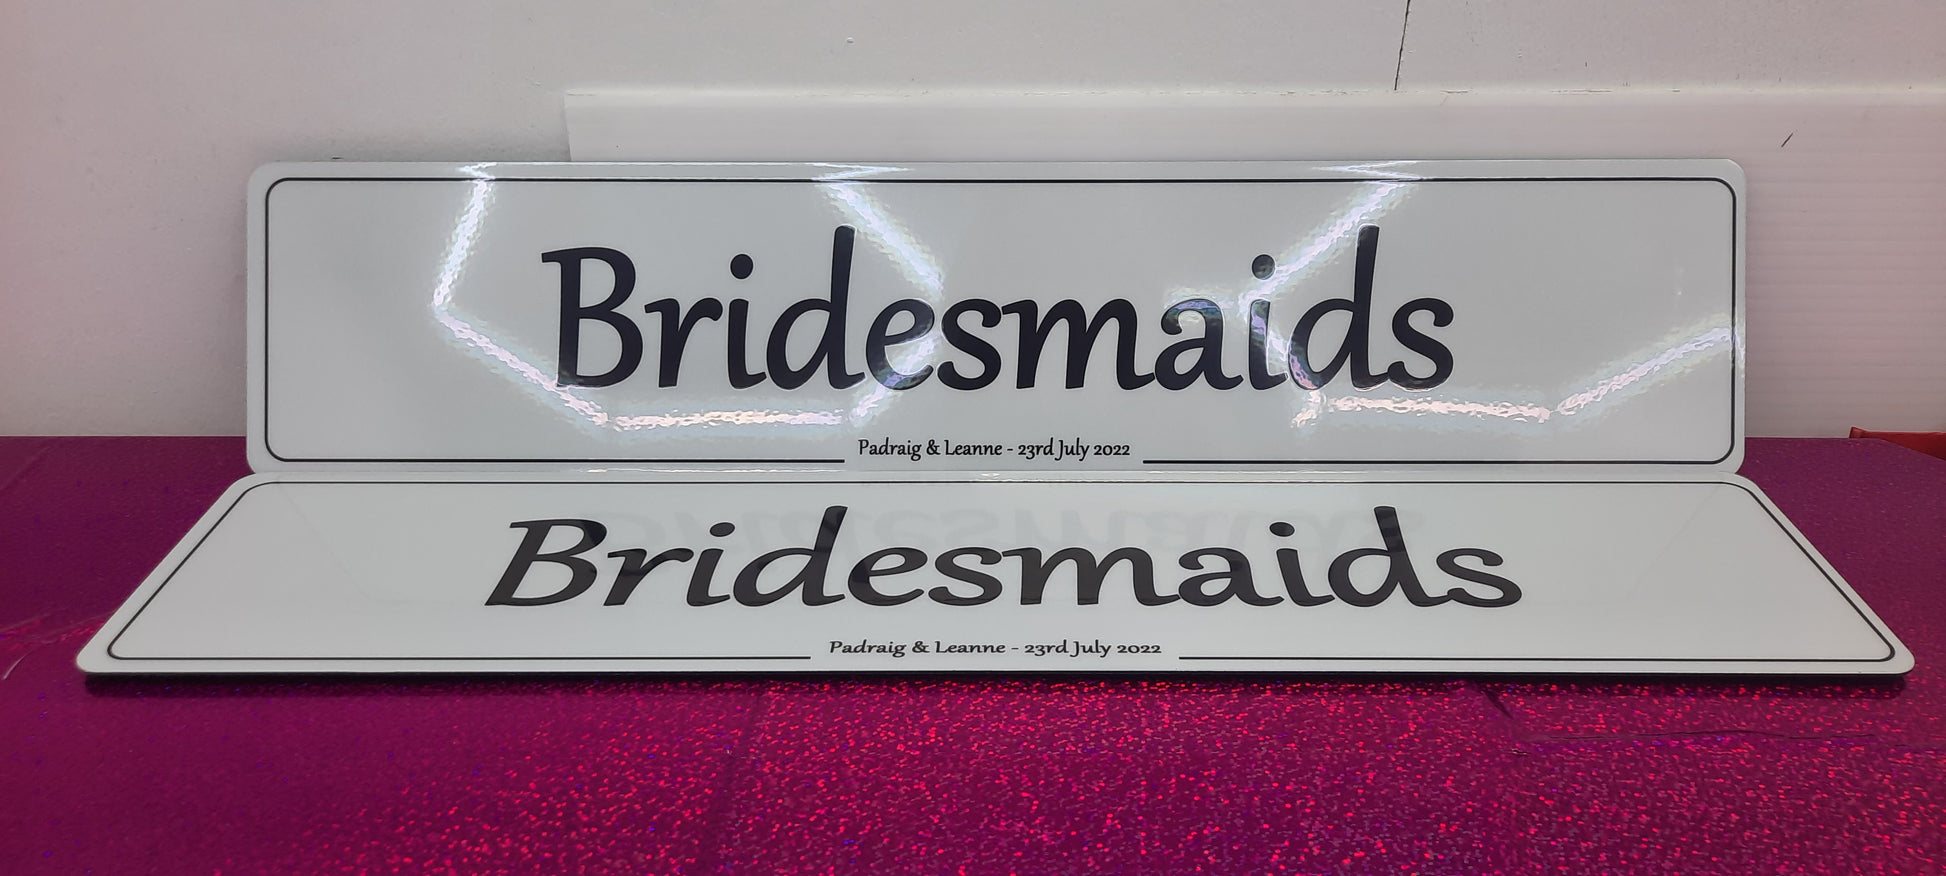 Bridesmaids
Padraig & Leanne - 23rd July 2022
Bridesmaids
Padraig & Leanne - 23rd July 2022